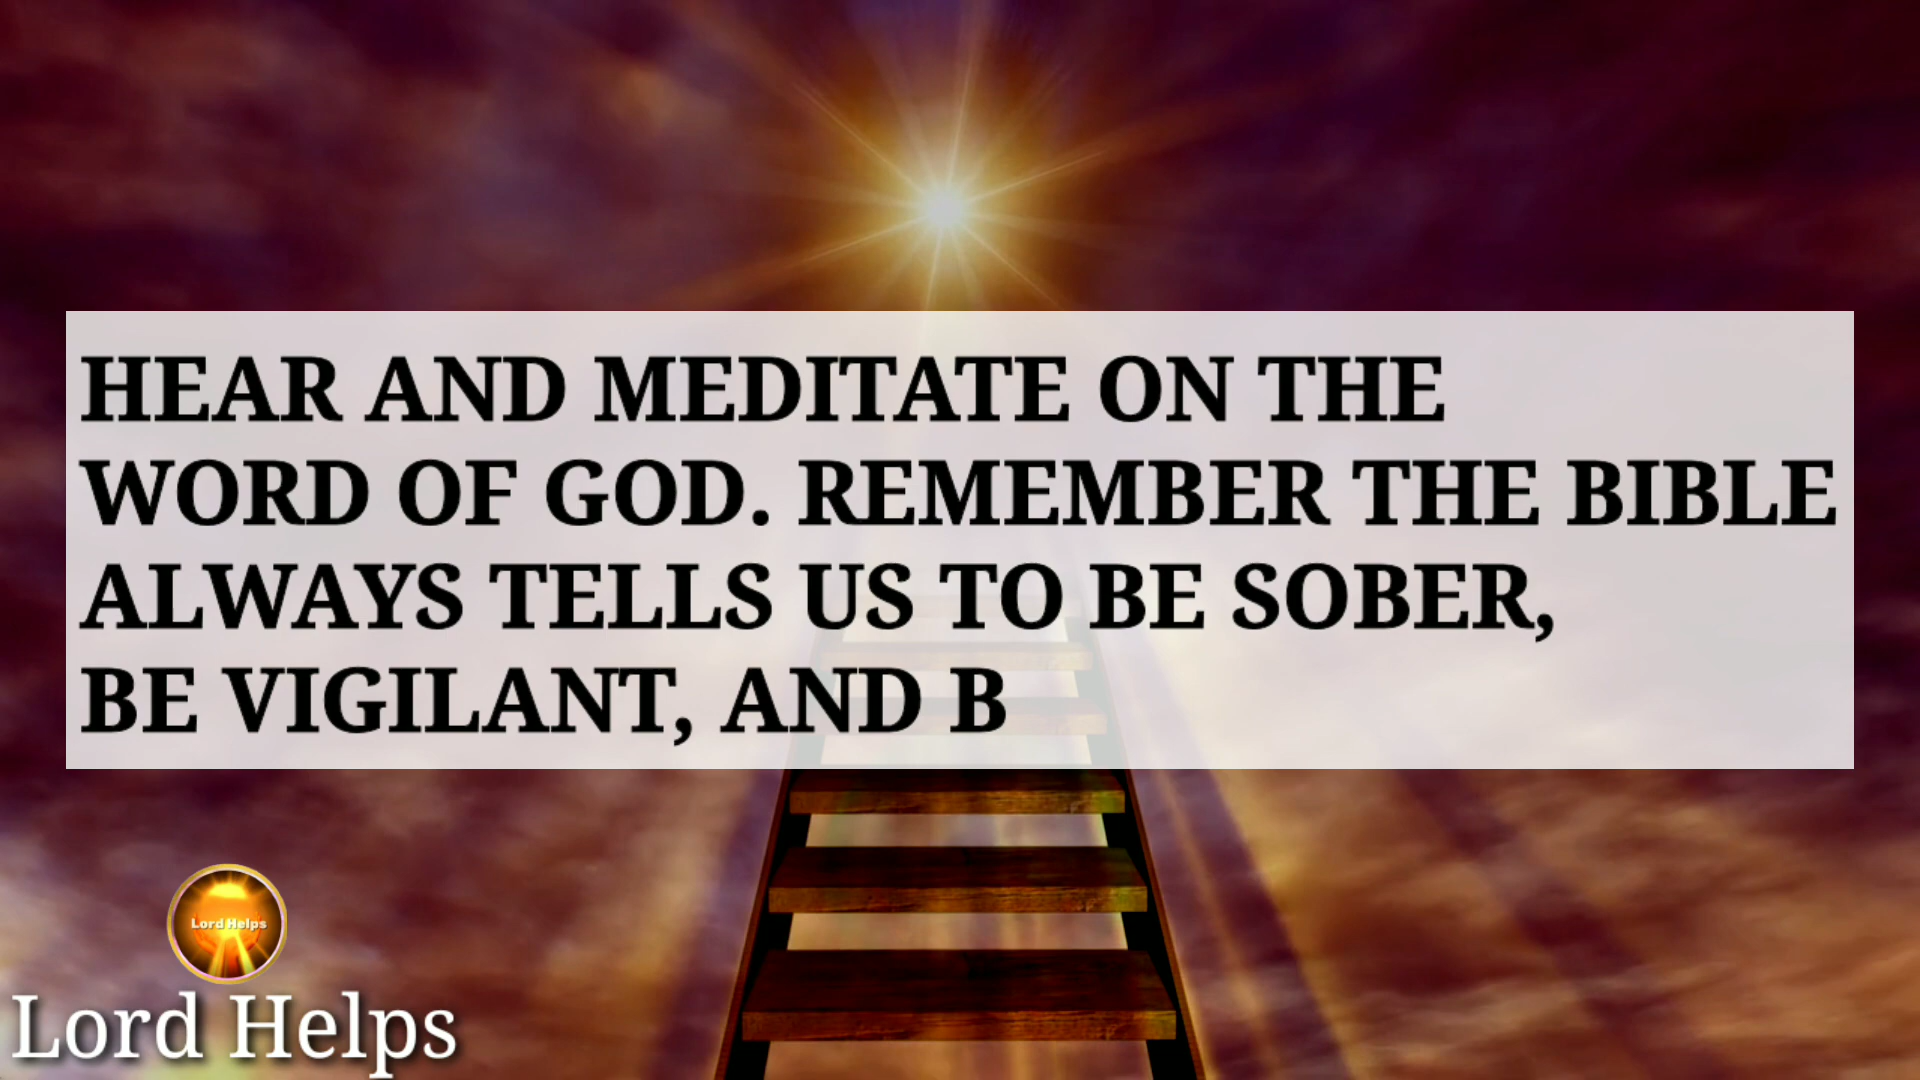 HEAR AND MEDITATE ON THE
WORD OF GOD. REMEMBER THE BIBLE
ALWAYS TELLS US TO BE SOBER,
BE VIGILANT, AND B
Lord Helps
Lord Helps